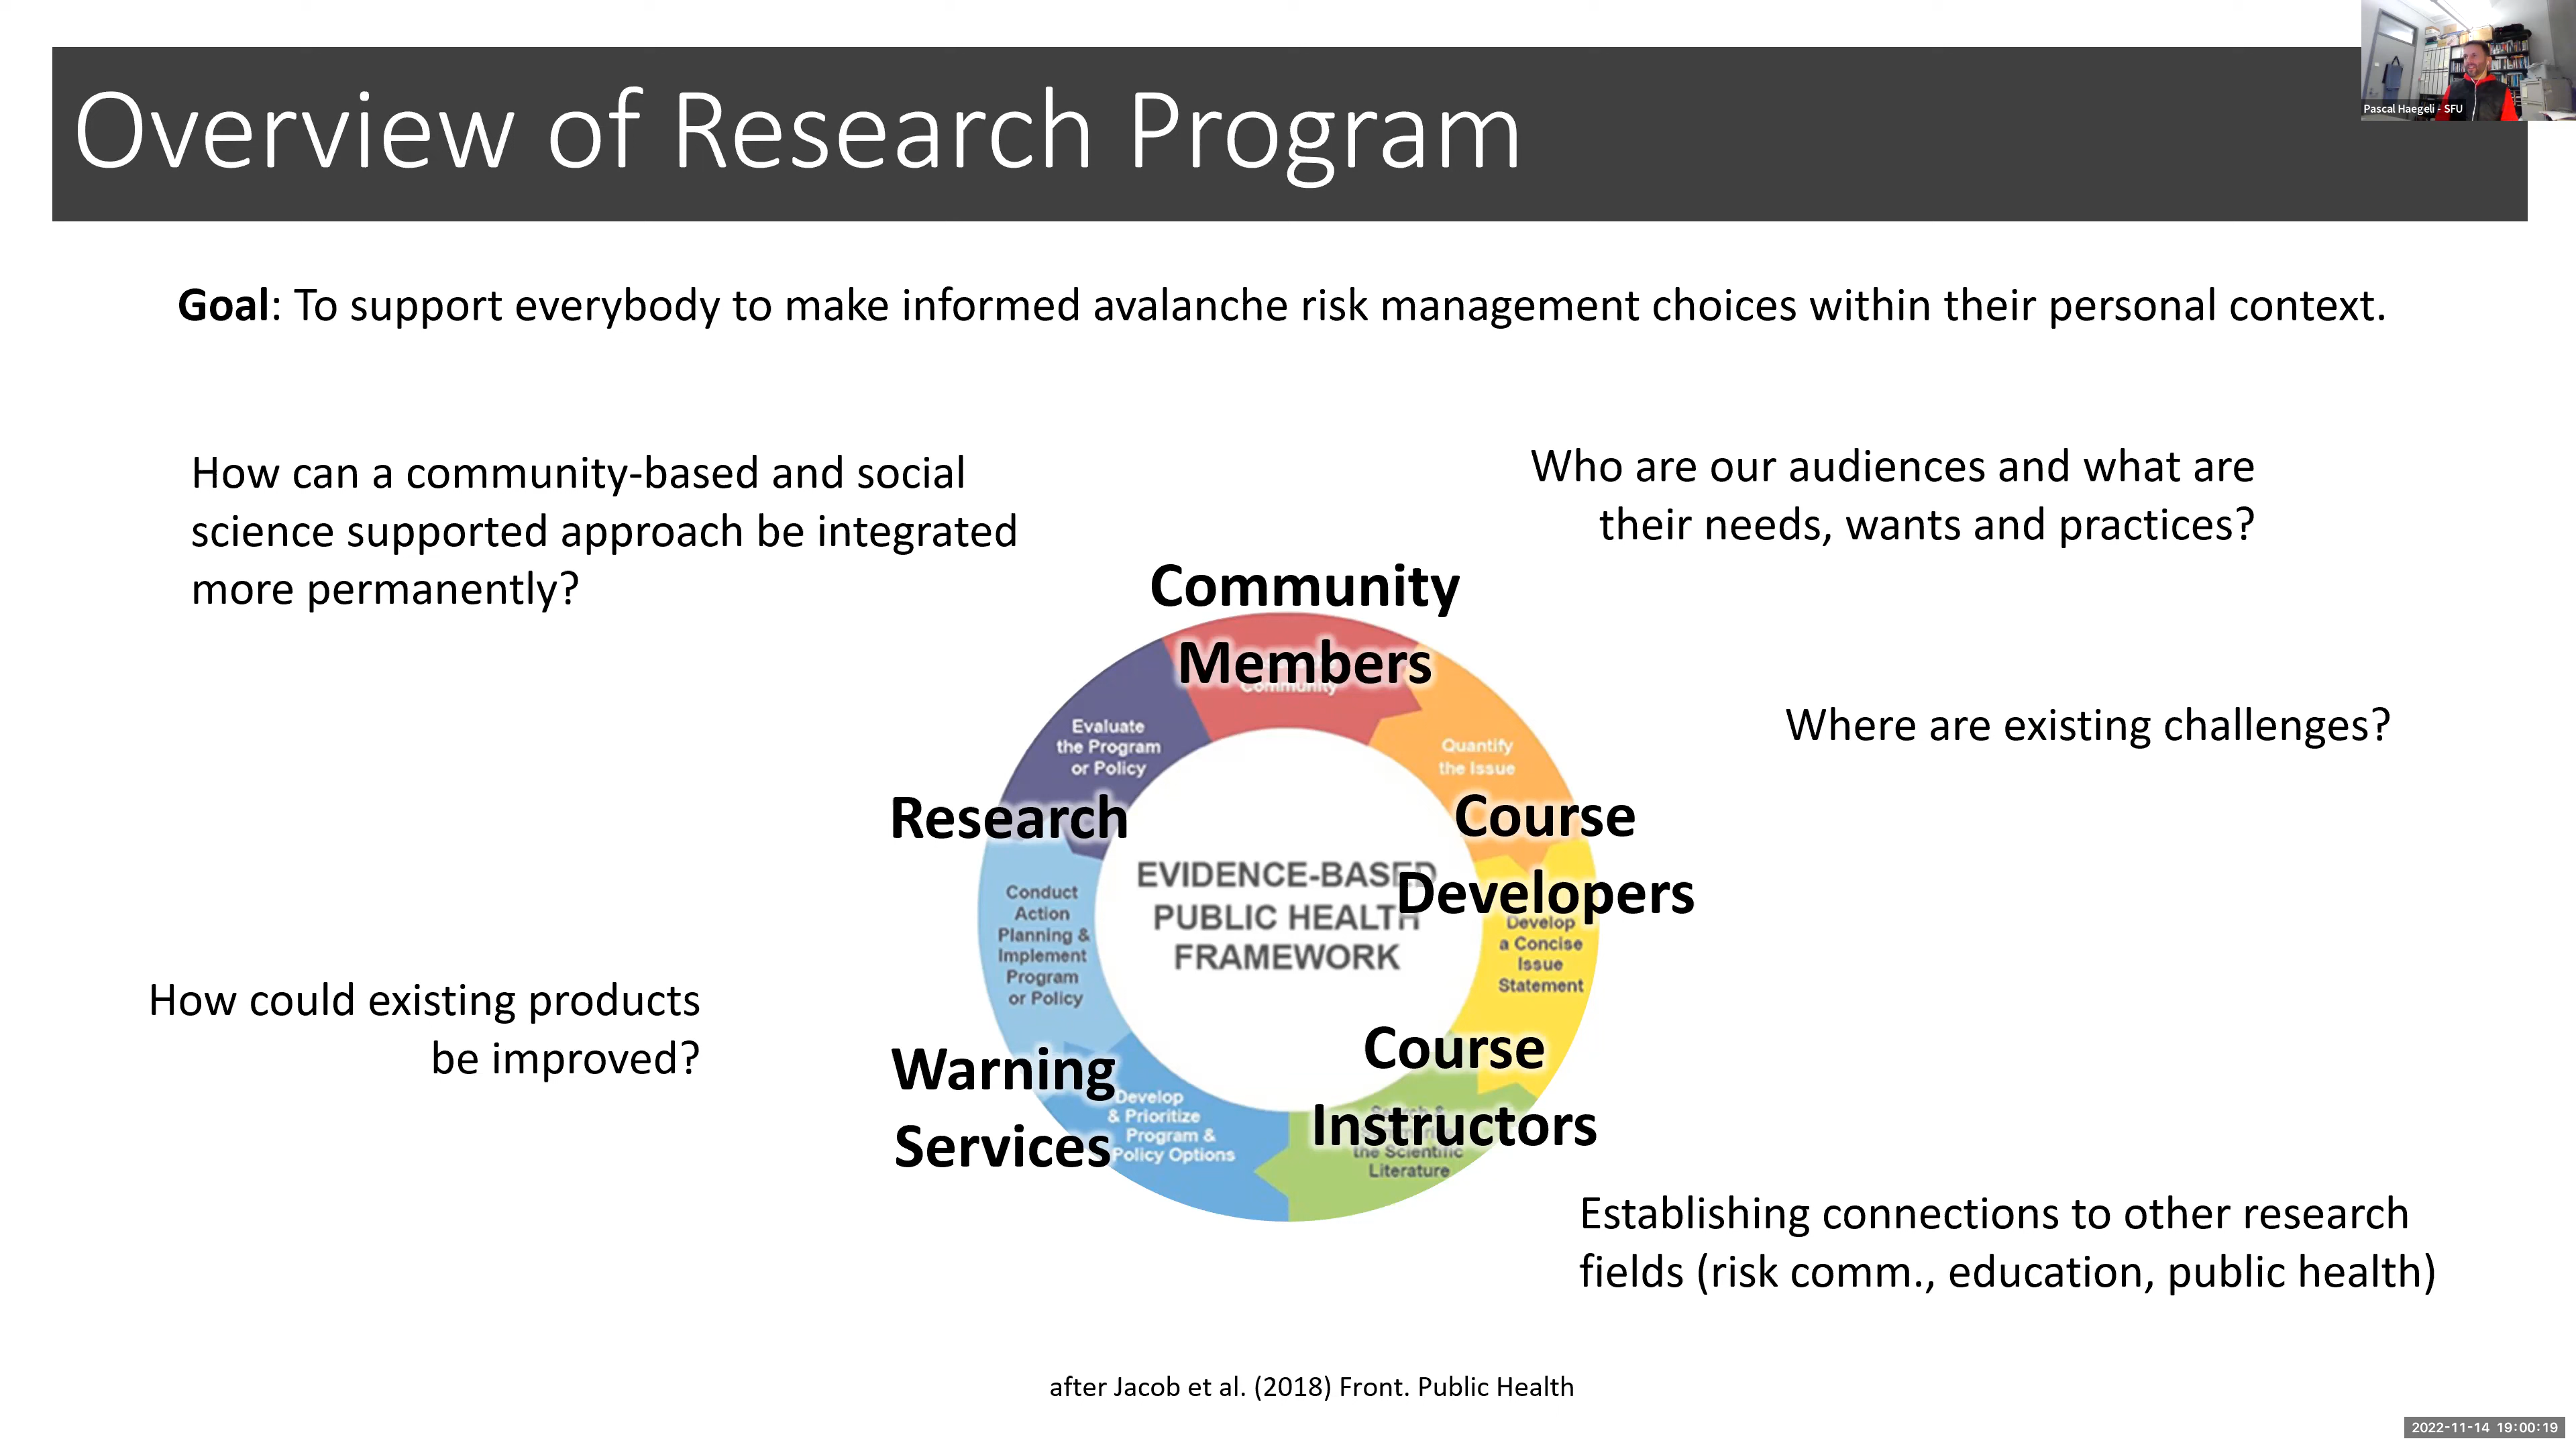 Pascal Haegeli - SFU
Overview of Research Program
Goal: To support everybody to make informed avalanche risk management choices within their personal context.
How can a community-based and social
science supported approach be integrated
more permanently?
Who are our audiences and what are
their needs, wants and practices?
Community
Members
Community
Evaluate
the Program
or Policy
Quantify
the Issue
Where are existing challenges?
Research
Course
Developers
EVIDENCE-BASED
PUBLIC HEALTH
FRAMEWORK
Conduct
Action
Planning &
Implement
Program
or Policy
Develop
a Concise
Issue
Statement
How could existing products
be improved?
Warning
Services
Develop
& Prioritize
Program &
Policy Options
Course
Instructors
the Scientific
Literature
Establishing connections to other research
fields (risk comm., education, public health)
after Jacob et al. (2018) Front. Public Health
2022-11-14 19:00:19